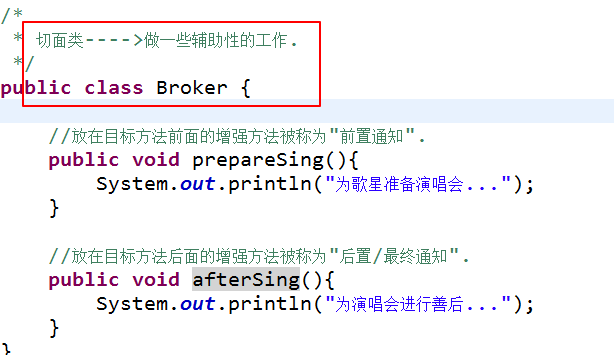 /*
 * 切面类---->做一些辅助性的工作.
 */
public class Broker {
//放在目标方法前面的增强方法被称为"前置通知".
public void prepareSing(){
System.out.println("为歌星准备演唱会...");
}
//放在目标方法后面的增强方法被称为"后置/最终通知".
public void afterSing(){
System.out.println("为演唱会进行善后...");
}
}